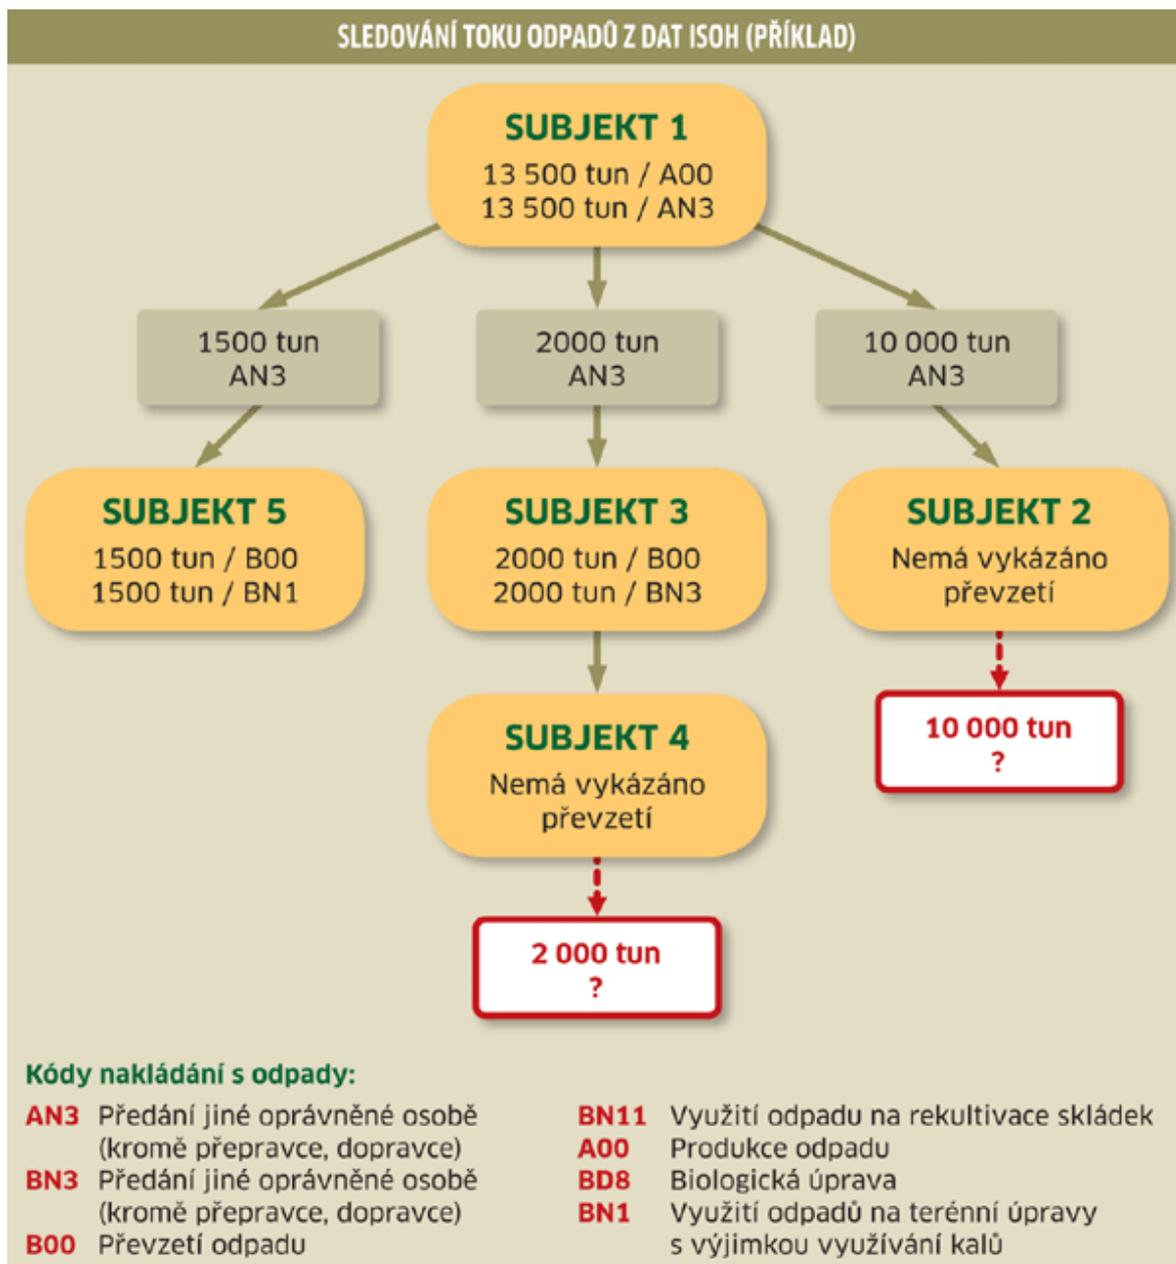 SLEDOVÁNÍ TOKU ODPADŮ Z DAT ISOH (PŘÍKLAD)
SUBJEKT 1
13 500 tun / A00
13 500 tun / AN3
1500 tun
AN3
2000 tun
AN3
10 000 tun
AN3
SUBJEKT 5
1500 tun / B00
1500 tun / BN1
SUBJEKT 3
2000 tun / B00
2000 tun / BN3
SUBJEKT 2
Nemá vykázáno
převzetí
10 000 tun
?
SUBJEKT 4
Nemá vykázáno
převzetí
2 000 tun
?
Kódy nakládání s odpady:
AN3 Předání jiné oprávněné osobě
(kromě přepravce, dopravce)
BN3 Předání jiné oprávněné osobě
(kromě přepravce, dopravce)
B00 Převzetí odpadu
BN11 Využití odpadu na rekultivace skládek
A00 Produkce odpadu
BD8 Biologická úprava
BN1 Využití odpadů na terénní úpravy
s výjimkou využívání kalů